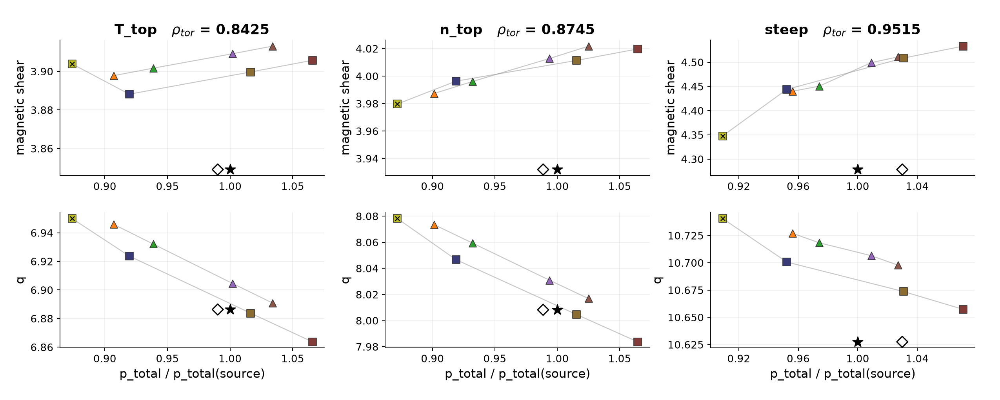 T_top ρtor = 0.8425
n_top ρtor = 0.8745
steep ρtor = 0.9515
magnetic shear
3.90
3.88
3.86
0.90 0.95 1.00 1.05
magnetic shear
4.02
4.00
3.98
3.96
3.94
0.90 0.95 1.00 1.05
magnetic shear
4.50
4.45
4.40
4.35
4.30
0.92 0.96 1.00 1.04
q
6.94
6.92
6.90
6.88
6.86
0.90 0.95 1.00 1.05
p_total / p_total(source)
q
8.08
8.06
8.04
8.02
8.00
7.98
0.90 0.95 1.00 1.05
p_total / p_total(source)
q
10.725
10.700
10.675
10.650
10.625
0.92 0.96 1.00 1.04
p_total / p_total(source)